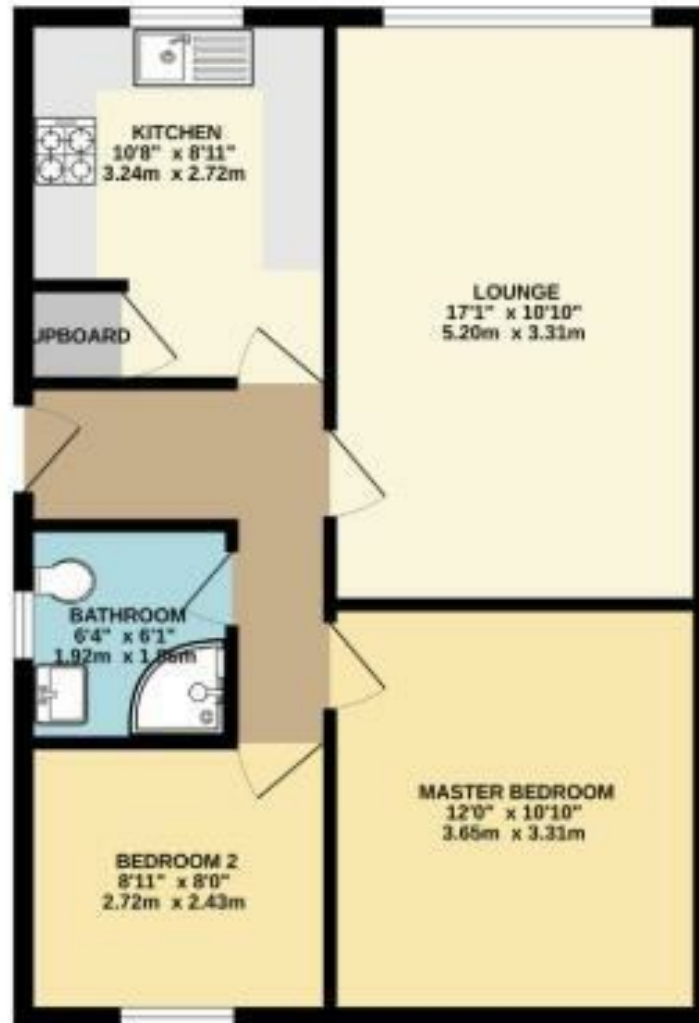 KITCHEN
10'8" x 8'11"
3.24m x 2.72m
LOUNGE
17'1" x 10'10"
5.20m x 3.31m
UPBOARD
BATHROOM
6'4" x 6'1"
1.92m x 1.86m
MASTER BEDROOM
12'0" x 10'10"
3.65m x 3.31m
BEDROOM 2
8'11" x 8'0"
2.72m x 2.43m